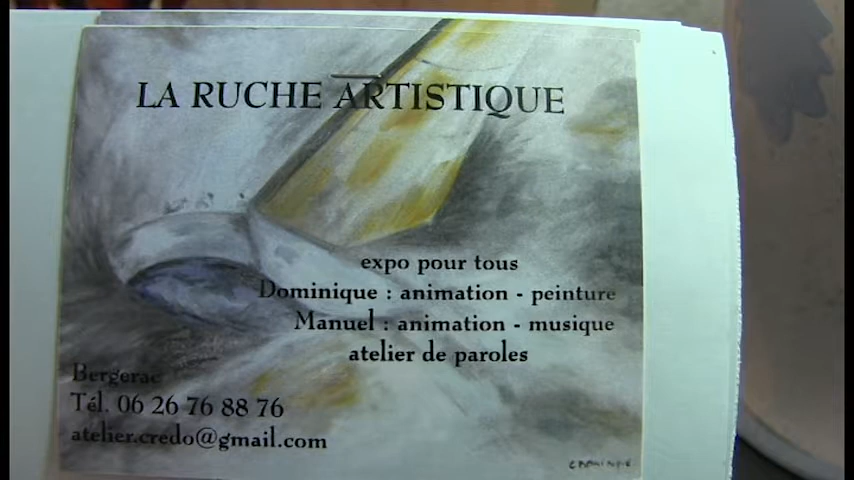 LA RUCHE ARTISTIQUE
expo pour tous
Dominique : animation - peinture
Manuel : animation - musique
atelier de paroles
Bergerac
Tél. 06 26 76 88 76
atelier.credo@gmail.com